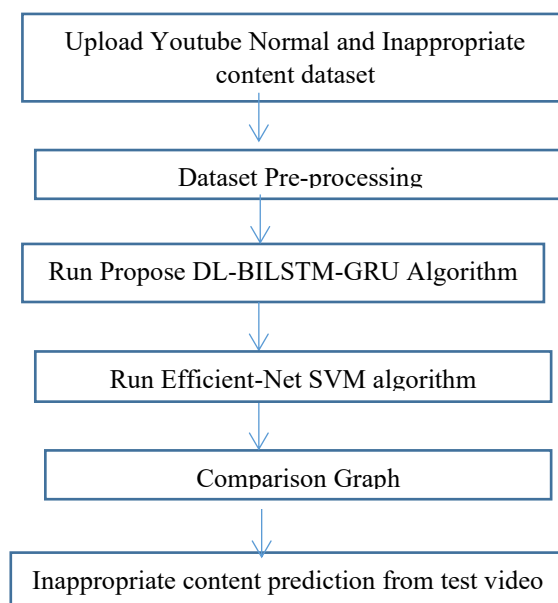 Upload Youtube Normal and Inappropriate
content dataset
Dataset Pre-processing
Run Propose DL-BILSTM-GRU Algorithm
Run Efficient-Net SVM algorithm
Comparison Graph
Inappropriate content prediction from test video